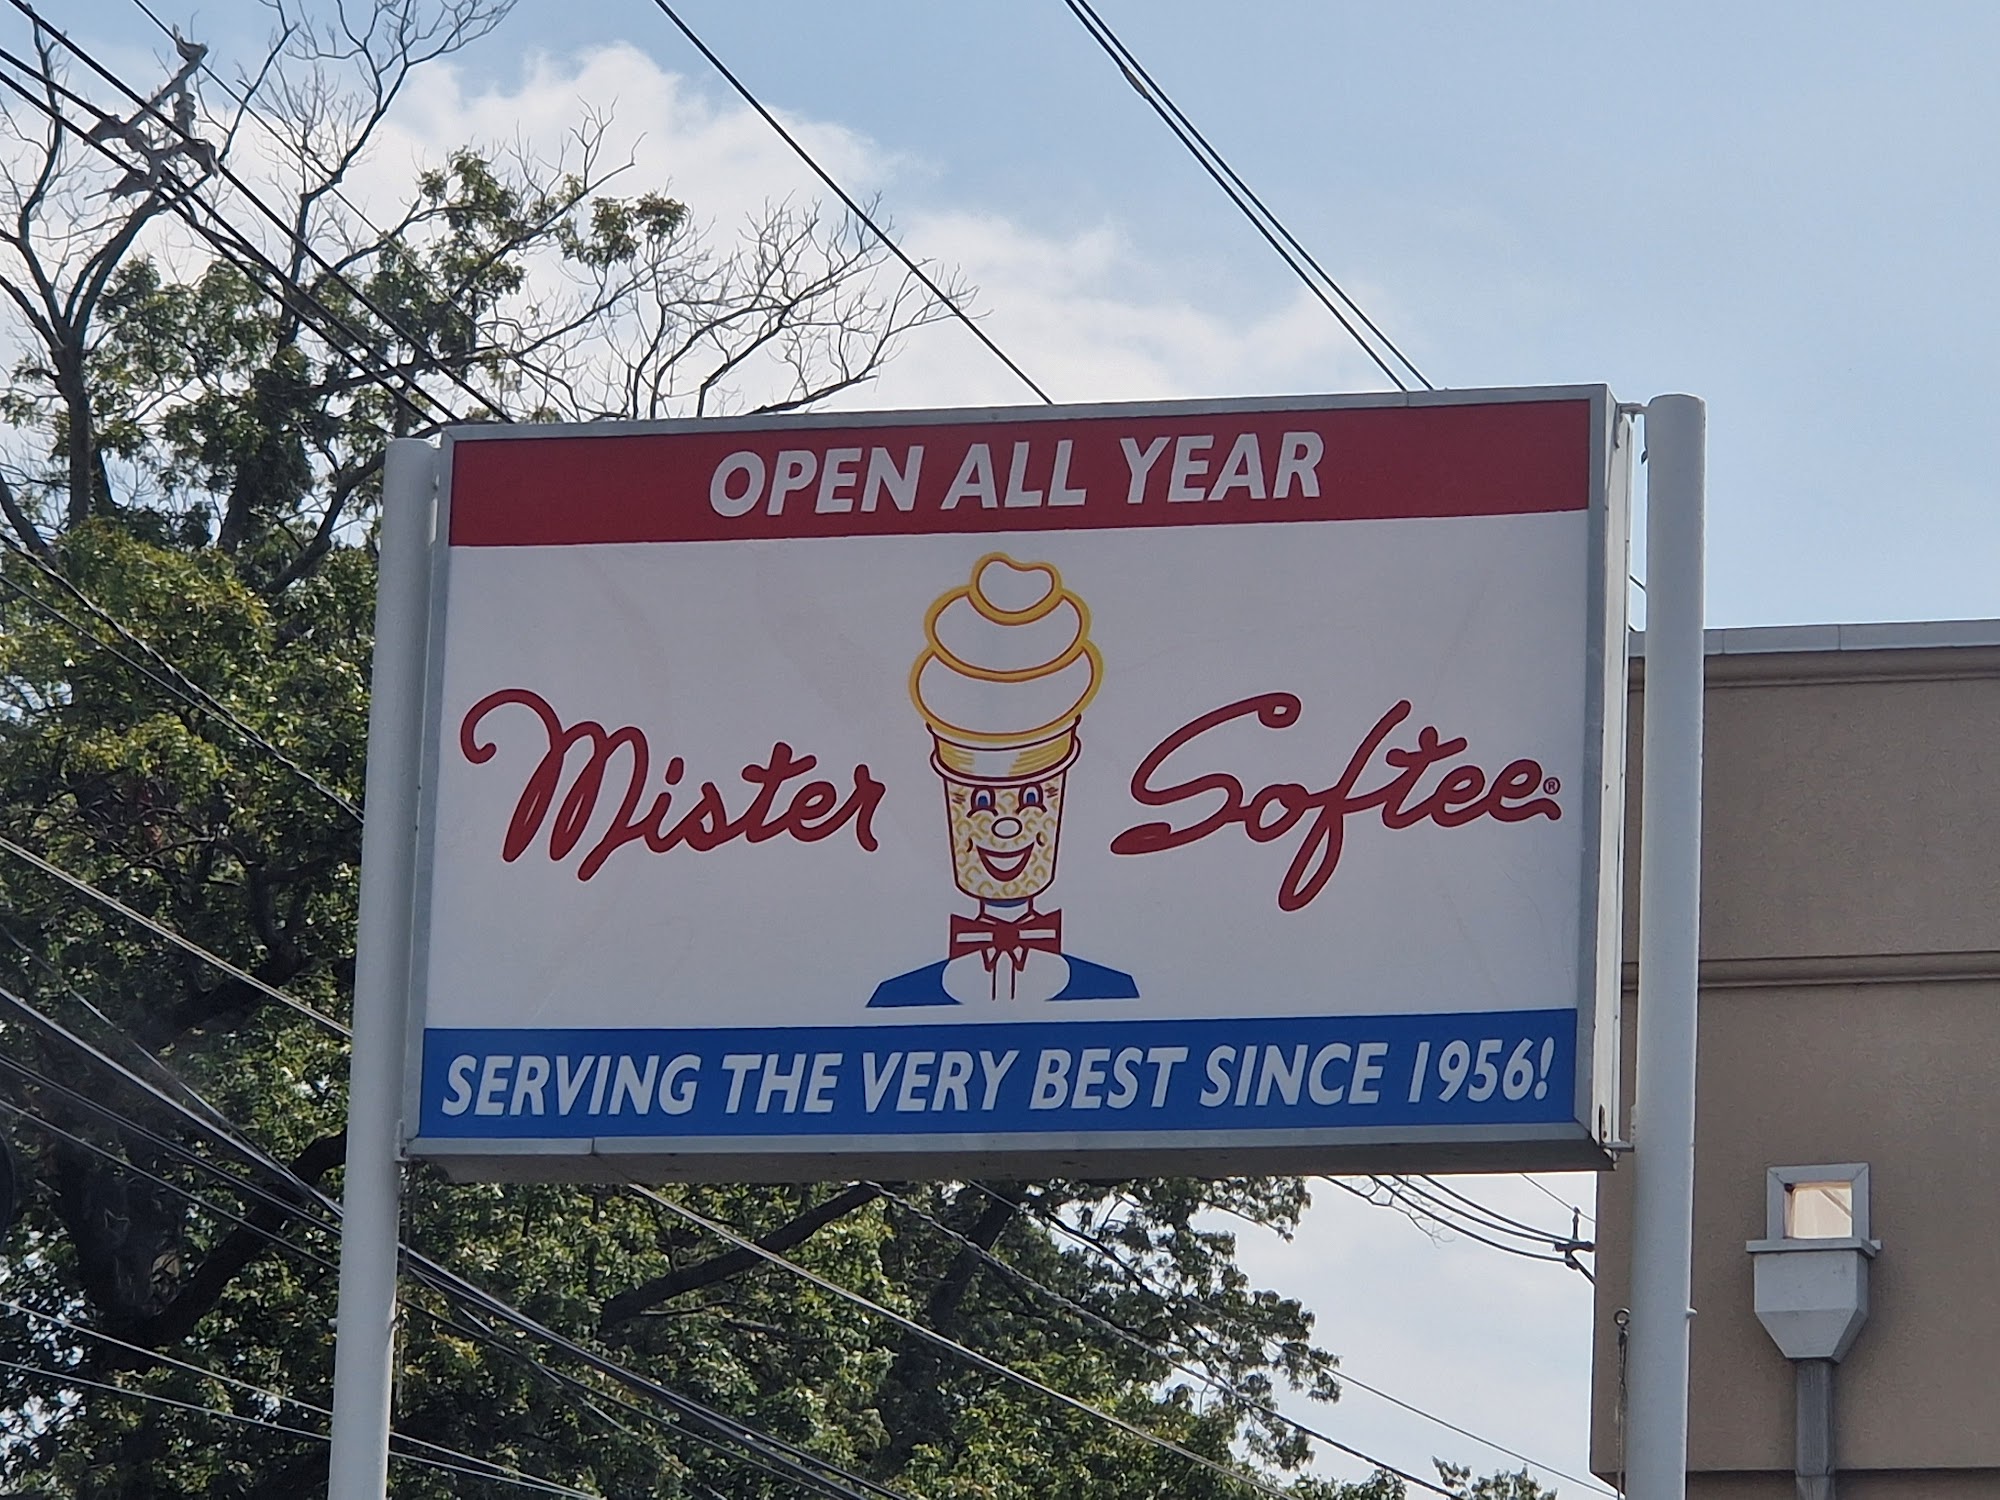 OPEN ALL YEAR
Mister Softee®
SERVING THE VERY BEST SINCE 1956!